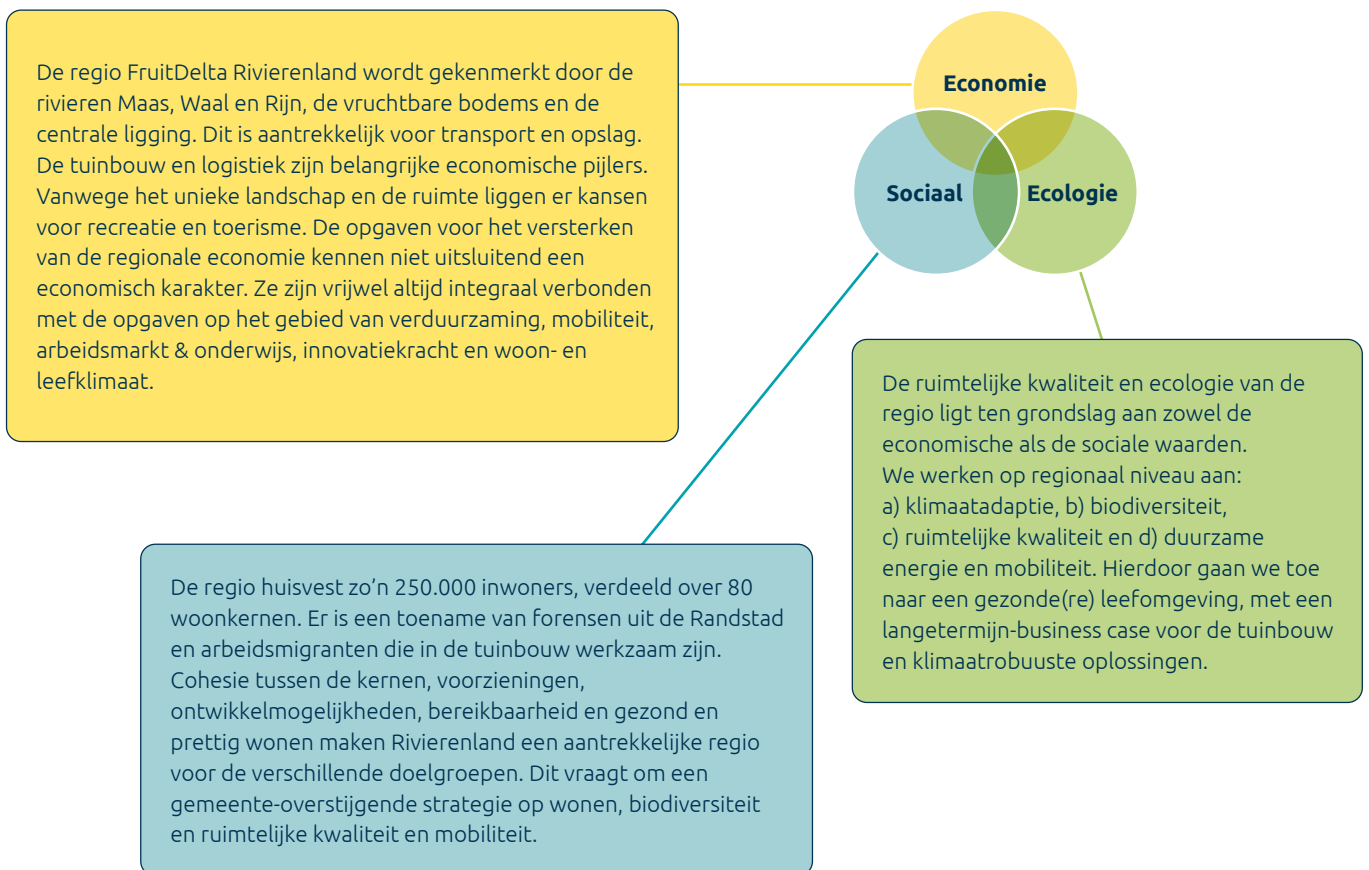 De regio FruitDelta Rivierenland wordt gekenmerkt door de
rivieren Maas, Waal en Rijn, de vruchtbare bodems en de
centrale ligging. Dit is aantrekkelijk voor transport en opslag.
De tuinbouw en logistiek zijn belangrijke economische pijlers.
Vanwege het unieke landschap en de ruimte liggen er kansen
voor recreatie en toerisme. De opgaven voor het versterken
van de regionale economie kennen niet uitsluitend een
economisch karakter. Ze zijn vrijwel altijd integraal verbonden
met de opgaven op het gebied van verduurzaming, mobiliteit,
arbeidsmarkt & onderwijs, innovatiekracht en woon- en
leefklimaat.
Economie
Sociaal
Ecologie
De ruimtelijke kwaliteit en ecologie van de
regio ligt ten grondslag aan zowel de
economische als de sociale waarden.
We werken op regionaal niveau aan:
a) klimaatadaptie, b) biodiversiteit,
c) ruimtelijke kwaliteit en d) duurzame
energie en mobiliteit. Hierdoor gaan we toe
naar een gezonde(re) leefomgeving, met een
langetermijn-business case voor de tuinbouw
en klimaatrobuuste oplossingen.
De regio huisvest zo’n 250.000 inwoners, verdeeld over 80
woonkernen. Er is een toename van forensen uit de Randstad
en arbeidsmigranten die in de tuinbouw werkzaam zijn.
Cohesie tussen de kernen, voorzieningen,
ontwikkelmogelijkheden, bereikbaarheid en gezond en
prettig wonen maken Rivierenland een aantrekkelijke regio
voor de verschillende doelgroepen. Dit vraagt om een
gemeente-overstijgende strategie op wonen, biodiversiteit
en ruimtelijke kwaliteit en mobiliteit.